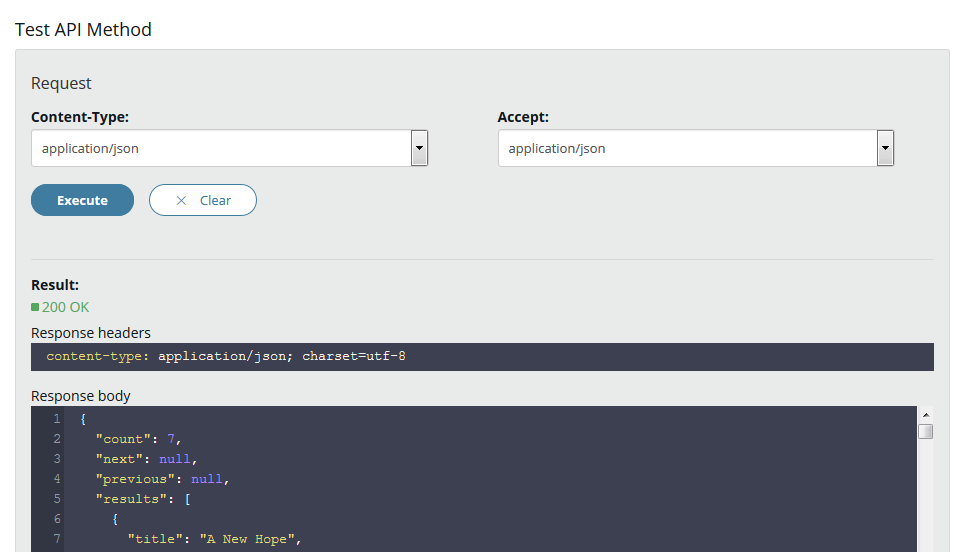 Test API Method
Request
Content-Type: Accept:
application/json application/json
Execute Clear
Result:
200 OK
Response headers
content-type: application/json; charset=utf-8
Response body
1 {
2 "count": 7,
3 "next": null,
4 "previous": null,
5 "results": [
6 {
7 "title": "A New Hope",